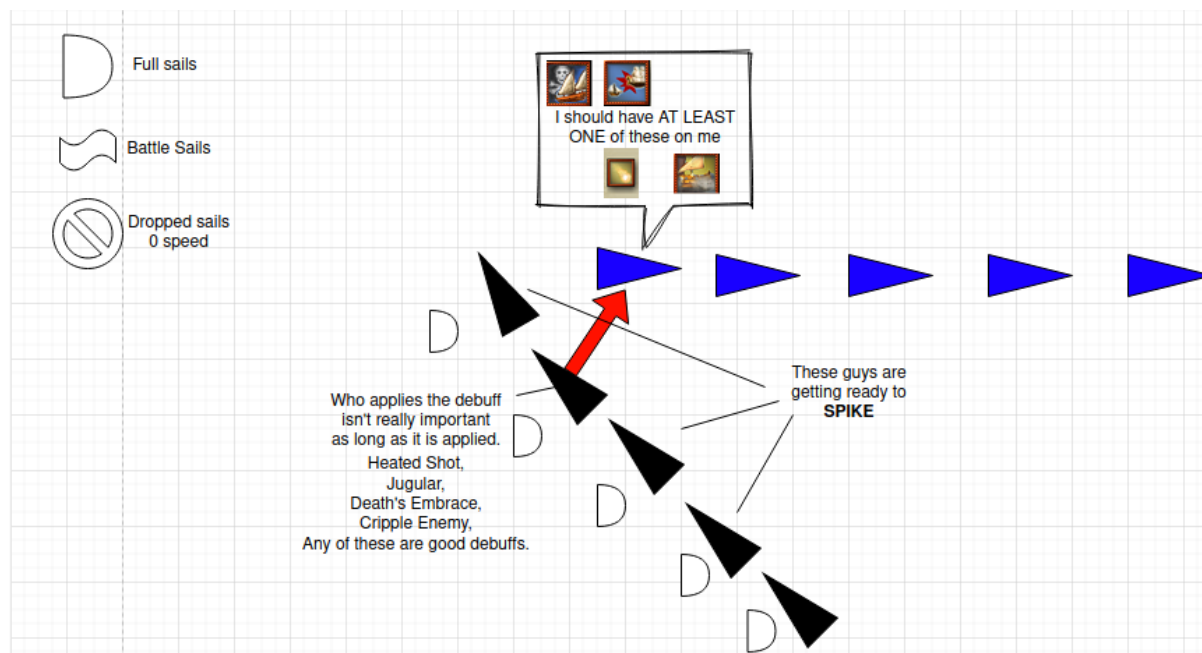 Full sails
Battle Sails
Dropped sails
0 speed
I should have AT LEAST
ONE of these on me
Who applies the debuff
isn't really important
as long as it is applied.
Heated Shot,
Jugular,
Death's Embrace,
Cripple Enemy,
Any of these are good debuffs.
These guys are
getting ready to
SPIKE